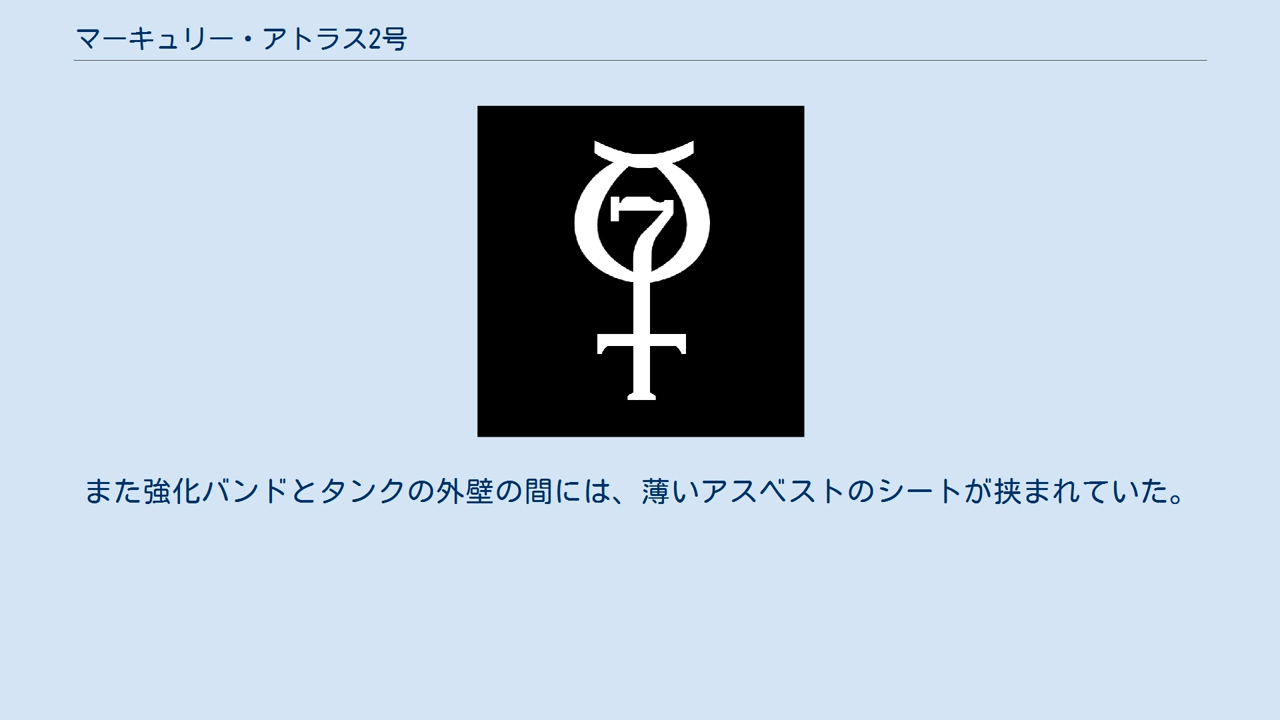 マーキュリー・アトラス2号
7
また強化バンドとタンクの外壁の間には、薄いアスベストのシートが挟まれていた。